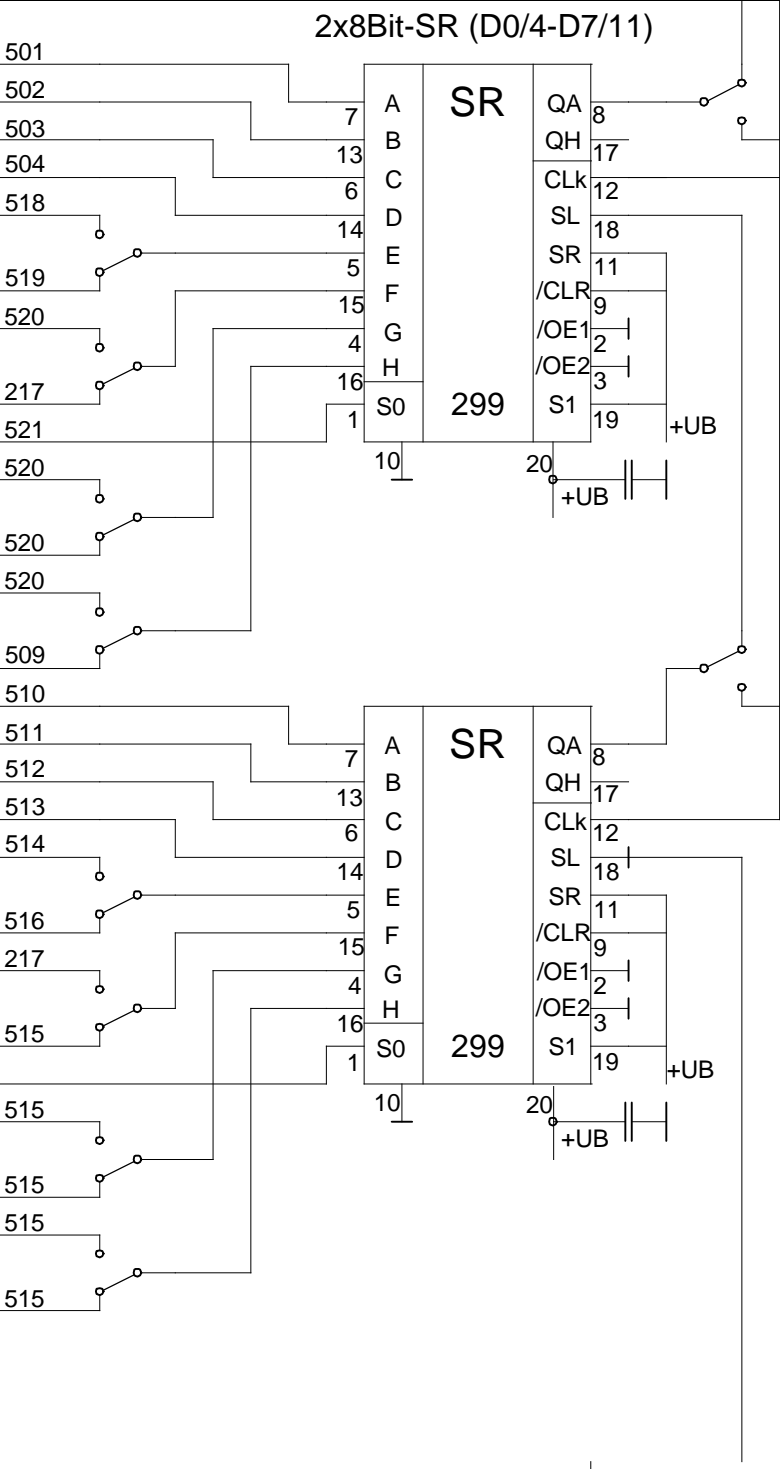 2x8Bit-SR (D0/4-D7/11)
501
502
503
504
518
519
520
217
521
520
520
520
509
7 A SR QA 8
13 B QH 17
6 C CLk 12
14 D SL 18
5 E SR 11
15 F /CLR 9
4 G /OE1 2
16 H /OE2 3
1 S0 299 S1 19
+UB
10 20
+UB
510
511
512
513
514
516
217
515
515
515
515
515
7 A SR QA 8
13 B QH 17
6 C CLk 12
14 D SL 18
5 E SR 11
15 F /CLR 9
4 G /OE1 2
16 H /OE2 3
1 S0 299 S1 19
+UB
10 20
+UB